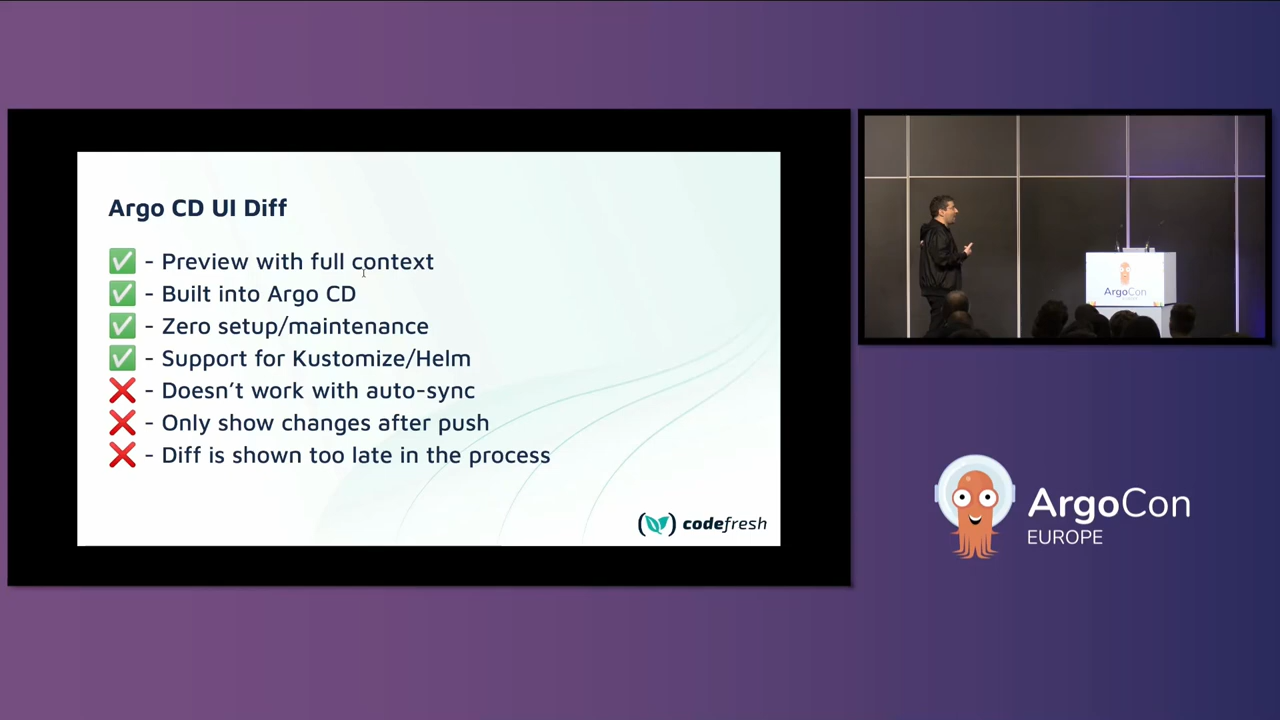 Argo CD UI Diff
✅ - Preview with full context
✅ - Built into Argo CD
✅ - Zero setup/maintenance
✅ - Support for Kustomize/Helm
❌ - Doesn’t work with auto-sync
❌ - Only show changes after push
❌ - Diff is shown too late in the process
codefresh
ArgoCon
EUROPE
ArgoCon
EUROPE